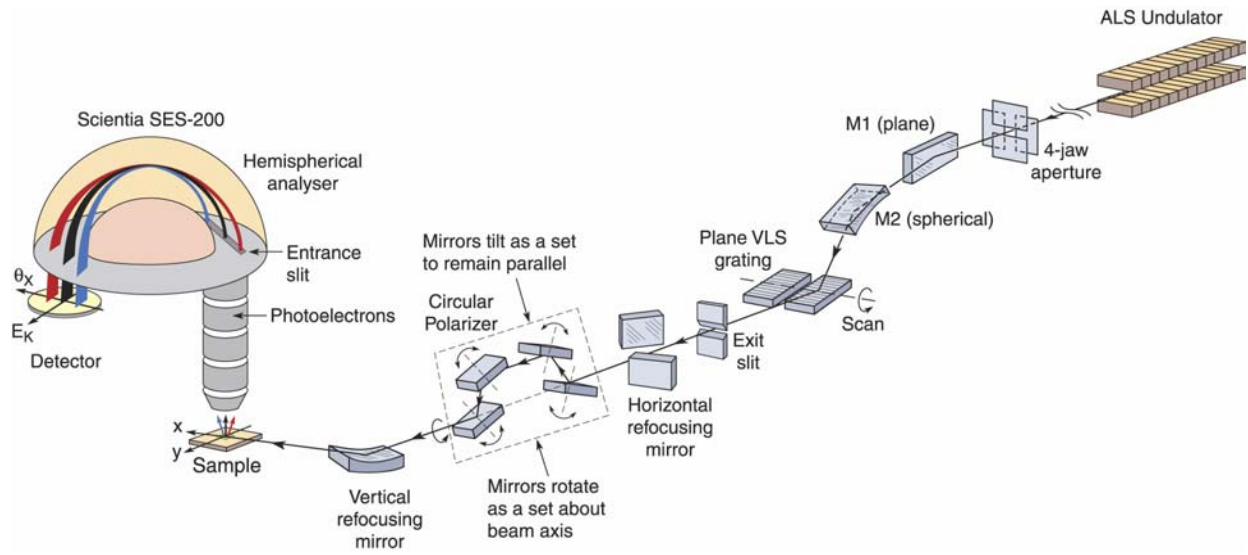 ALS Undulator
Scientia SES-200
M1 (plane)
4-jaw
aperture
Hemispherical
analyser
M2 (spherical)
Mirrors tilt as a set
to remain parallel
Plane VLS
grating
Entrance
slit
θX
Circular
Polarizer
Photoelectrons
Scan
EK
Exit
slit
Detector
Horizontal
refocusing
mirror
x
y
Sample
Vertical
refocusing
mirror
Mirrors rotate
as a set about
beam axis